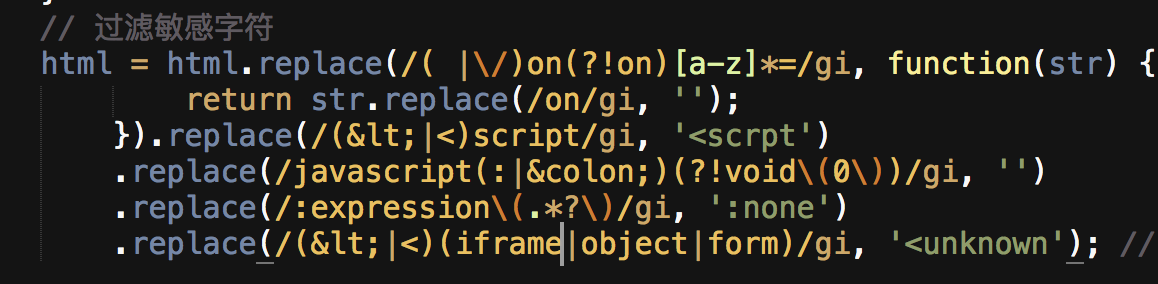 // 过滤敏感字符
html = html.replace(/( |\/)on(?!on)[a-z]*=/gi, function(str) {
return str.replace(/on/gi, '');
}).replace(/(&lt;|<)script/gi, '<scrpt')
.replace(/javascript(:|&colon;)(?!void\(0\))/gi, '')
.replace(/:expression\(.*?\)/gi, ':none')
.replace(/(&lt;|<)(iframe|object|form)/gi, '<unknown'); //